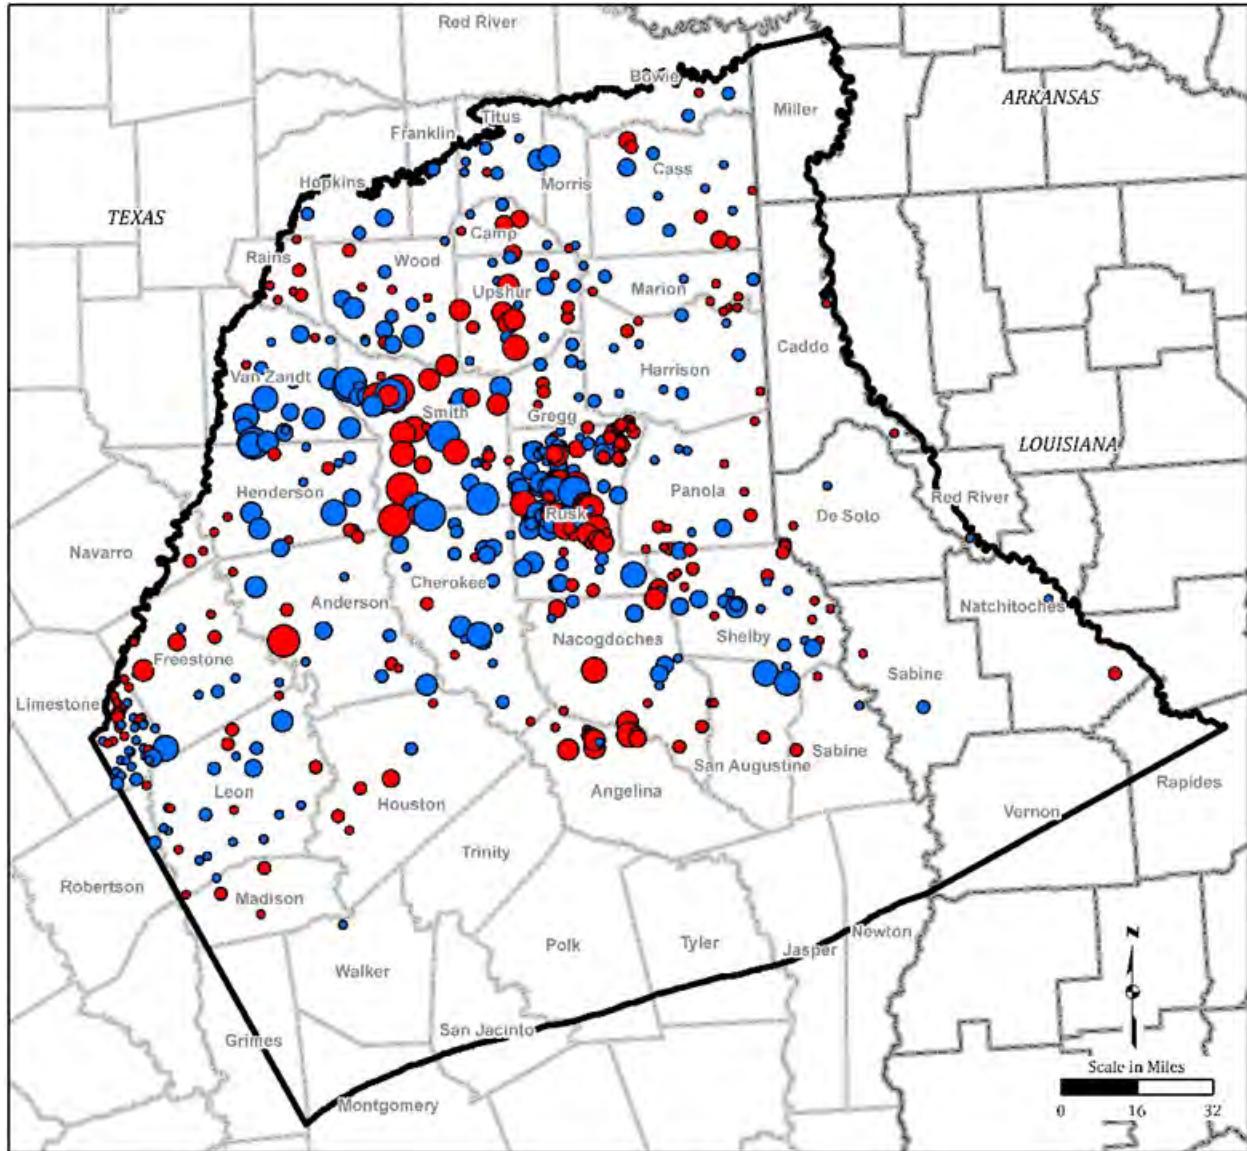 Red River
Bowie
ARKANSAS
Miller
Titus
Franklin
Cass
Hopkins
Morris
TEXAS
Camp
Rains
Wood
Upshur
Marion
Caddo
Harrison
Van Zandt
Smith
Gregg
LOUISIANA
Henderson
Panola
Red River
Rusk
De Soto
Navarro
Cherokee
Anderson
Natchitoches
Nacogdoches
Shelby
Freestone
Sabine
Limestone
Sabine
San Augustine
Rapides
Leon
Angelina
Houston
Vernon
Trinity
Robertson
Madison
Newton
Polk
Tyler
Jasper
Walker
N
San Jacinto
Grimes
Scale in Miles
Montgomery
0 16 32